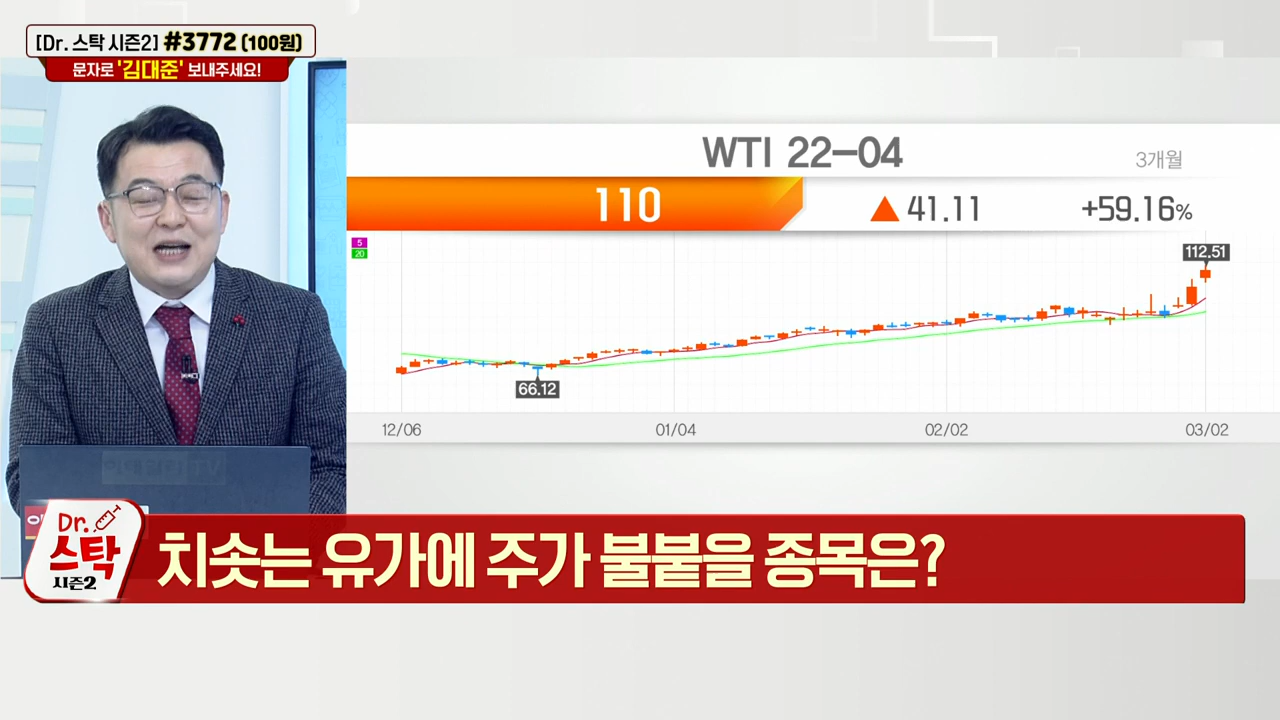 [Dr. 스탁 시즌2] #3772 (100원)
문자로 '김대준' 보내주세요!
WTI 22-04
3개월
110
▲ 41.11
+59.16%
5
20
112.51
66.12
12/06
01/04
02/02
03/02
Dr.
스탁
시즌2
치솟는 유가에 주가 불붙을 종목은?